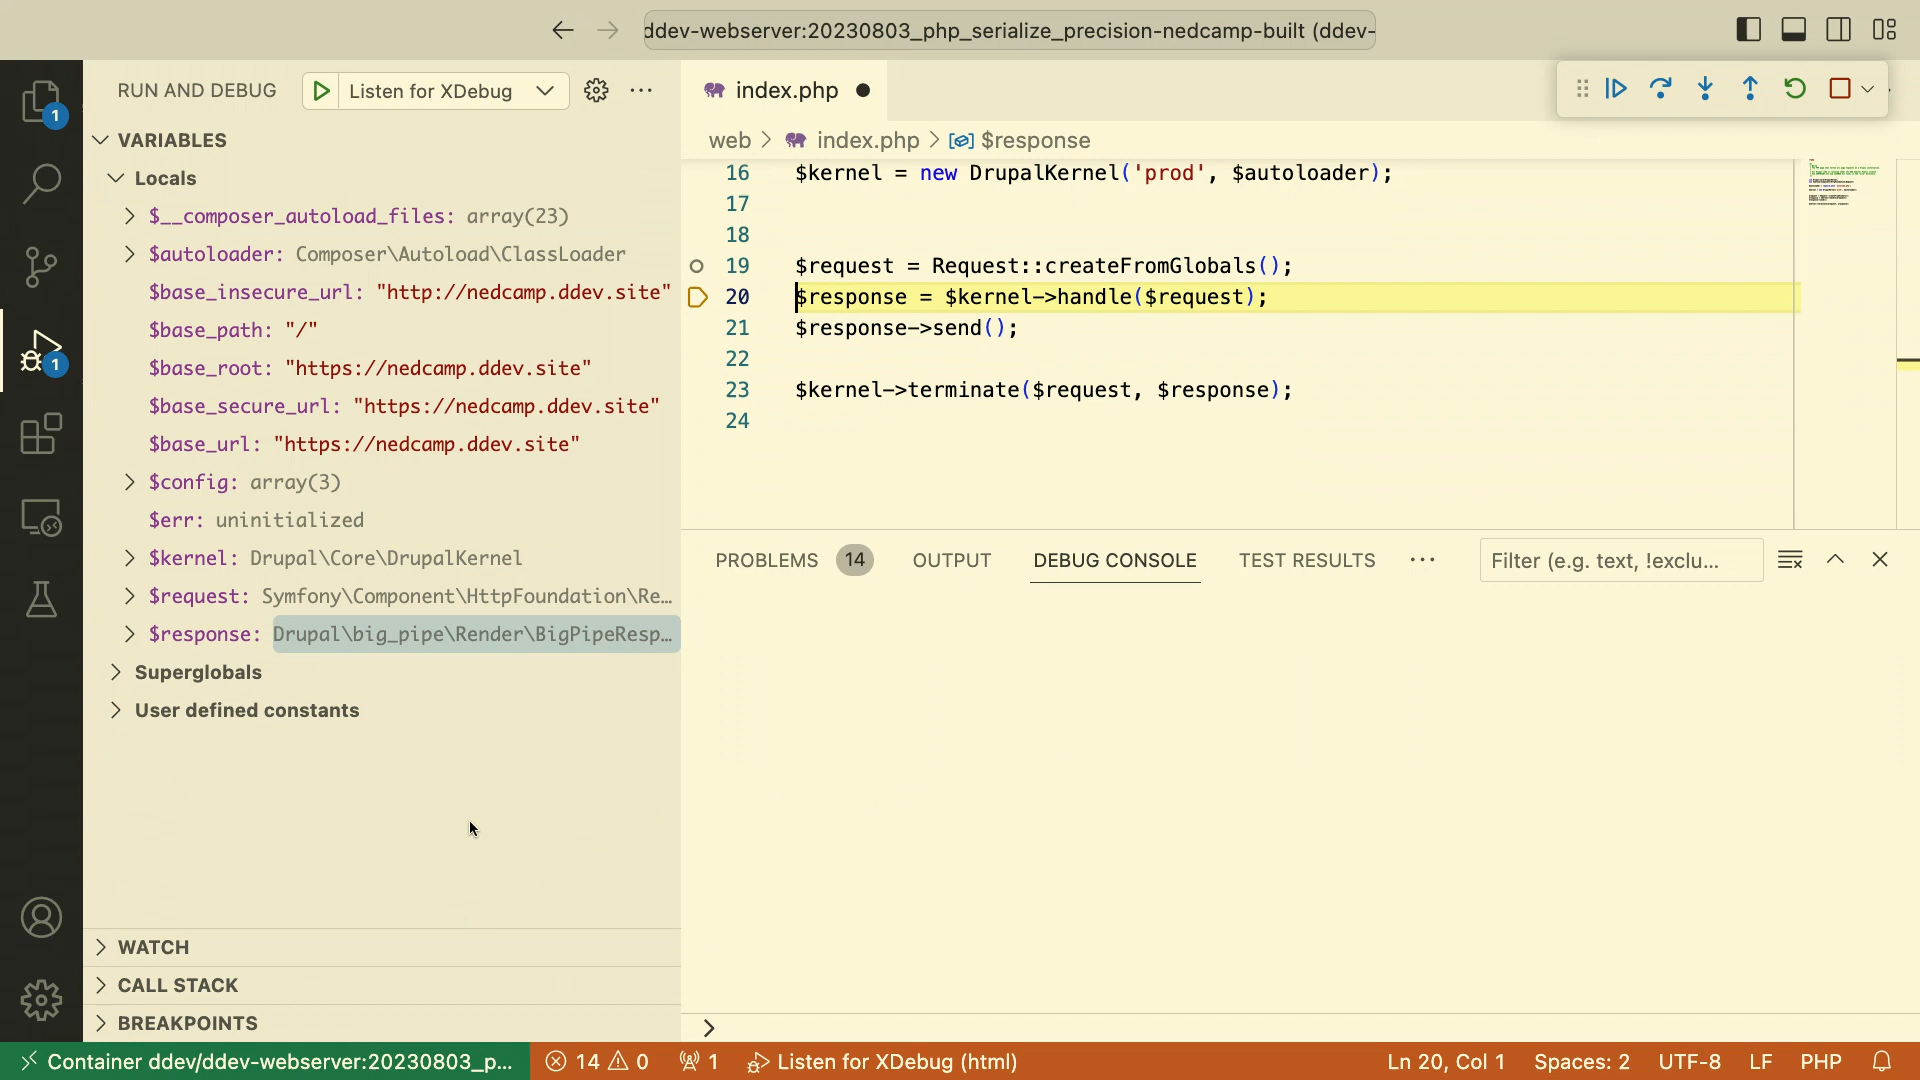 ddev-webserver:20230803_php_serialize_precision-nedcamp-built (ddev-
RUN AND DEBUG
Listen for XDebug
index.php
web > index.php > $response
1
1
VARIABLES
Locals
$__composer_autoload_files: array(23)
$autoloader: Composer\Autoload\ClassLoader
$base_insecure_url: "http://nedcamp.ddev.site"
$base_path: "/"
$base_root: "https://nedcamp.ddev.site"
$base_secure_url: "https://nedcamp.ddev.site"
$base_url: "https://nedcamp.ddev.site"
$config: array(3)
$err: uninitialized
$kernel: Drupal\Core\DrupalKernel
$request: Symfony\Component\HttpFoundation\Re…
$response: Drupal\big_pipe\Render\BigPipeResp…
Superglobals
User defined constants
WATCH
CALL STACK
BREAKPOINTS
16 $kernel = new DrupalKernel('prod', $autoloader);
17
18
19 $request = Request::createFromGlobals();
20 $response = $kernel->handle($request);
21 $response->send();
22
23 $kernel->terminate($request, $response);
24
PROBLEMS 14 OUTPUT DEBUG CONSOLE TEST RESULTS ··· Filter (e.g. text, !exclu...
>
Container ddev/ddev-webserver:20230803_p... 14 0 1 Listen for XDebug (html) Ln 20, Col 1 Spaces: 2 UTF-8 LF PHP